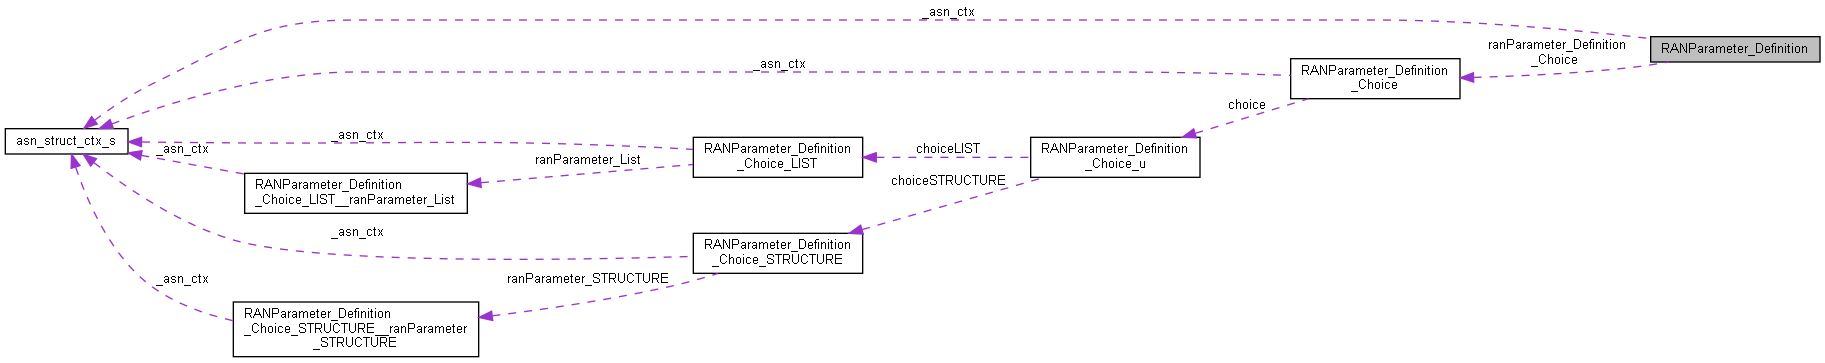 _asn_ctx
RANParameter_Definition
ranParameter_Definition
_Choice
_asn_ctx
RANParameter_Definition
_Choice
choice
asn_struct_ctx_s
_asn_ctx
_asn_ctx
RANParameter_Definition
_Choice_LIST
choiceLIST
RANParameter_Definition
_Choice_u
ranParameter_List
RANParameter_Definition
_Choice_LIST__ranParameter_List
choiceSTRUCTURE
_asn_ctx
RANParameter_Definition
_Choice_STRUCTURE
_asn_ctx
ranParameter_STRUCTURE
RANParameter_Definition
_Choice_STRUCTURE__ranParameter
_STRUCTURE